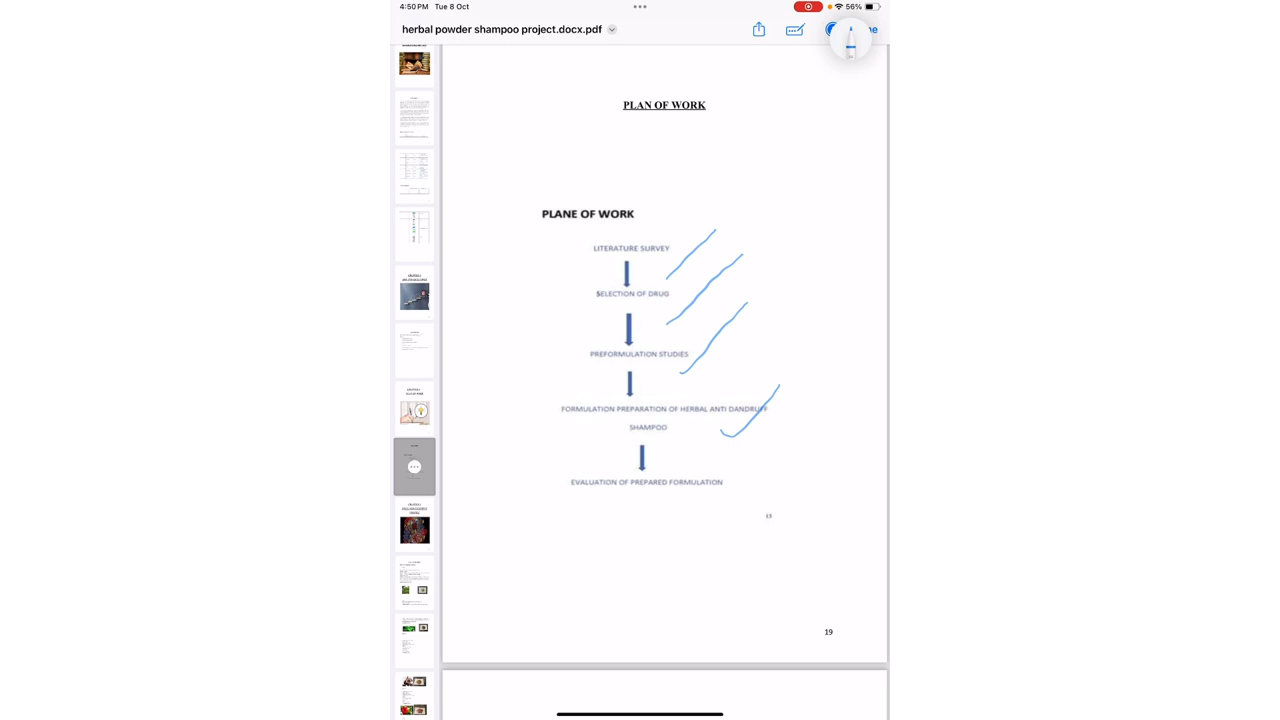 4:50 PM Tue 8 Oct
56%
herbal powder shampoo project.docx.pdf
PLAN OF WORK
PLANE OF WORK
LITERATURE SURVEY
SELECTION OF DRUG
PREFORMULATION STUDIES
FORMULATION PREPARATION OF HERBAL ANTI DANDRUFF
SHAMPOO
EVALUATION OF PREPARED FORMULATION
13
19